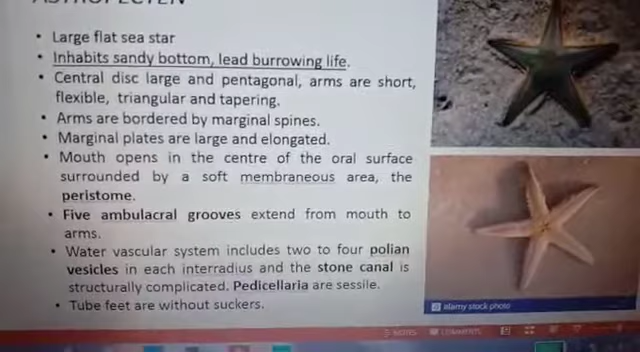 ASTROPECTEN
• Large flat sea star
• Inhabits sandy bottom, lead burrowing life.
• Central disc large and pentagonal, arms are short,
flexible, triangular and tapering.
• Arms are bordered by marginal spines.
• Marginal plates are large and elongated.
• Mouth opens in the centre of the oral surface
surrounded by a soft membraneous area, the
peristome.
• Five ambulacral grooves extend from mouth to
arms.
• Water vascular system includes two to four polian
vesicles in each interradius and the stone canal is
structurally complicated. Pedicellaria are sessile.
• Tube feet are without suckers.
a alamy stock photo
NOTES COMMENTS